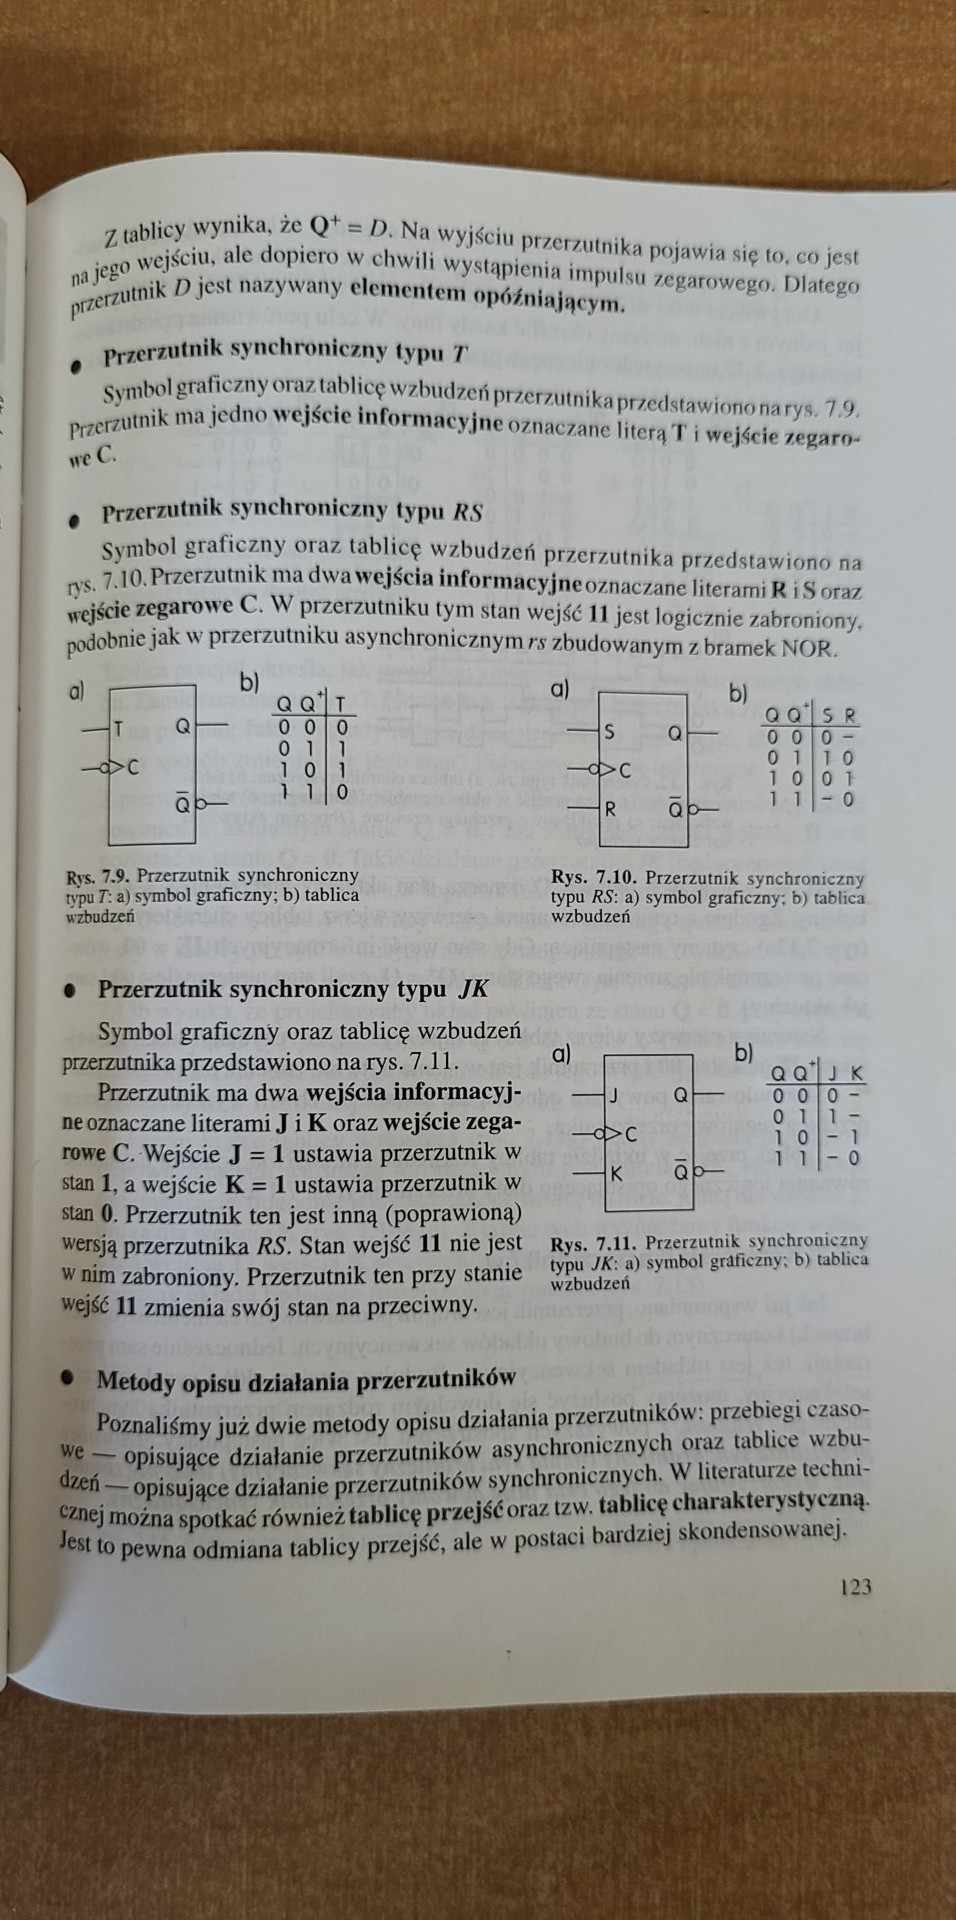 Z tablicy wynika, że Q⁺ = D. Na wyjściu przerzutnika pojawia się to, co jest
na jego wejściu, ale dopiero w chwili wystąpienia impulsu zegarowego. Dlatego
przerzutnik D jest nazywany elementem opóźniającym.
• Przerzutnik synchroniczny typu T
Symbol graficzny oraz tablicę wzbudzeń przerzutnika przedstawiono na rys. 7.9.
Przerzutnik ma jedno wejście informacyjne oznaczane literą T i wejście zegaro-
we C.
• Przerzutnik synchroniczny typu RS
Symbol graficzny oraz tablicę wzbudzeń przerzutnika przedstawiono na
rys. 7.10. Przerzutnik ma dwa wejścia informacyjne oznaczane literami R i S oraz
wejście zegarowe C. W przerzutniku tym stan wejść 11 jest logicznie zabroniony,
podobnie jak w przerzutniku asynchronicznym rs zbudowanym z bramek NOR.
a)
T Q
C
Q̅
b)
Q Q⁺ T
0 0 0
0 1 1
1 0 1
1 1 0
Rys. 7.9. Przerzutnik synchroniczny
typu T: a) symbol graficzny; b) tablica
wzbudzeń
a)
S Q
C
R Q̅
b)
Q Q⁺ S R
0 0 0 –
0 1 1 0
1 0 0 1
1 1 – 0
Rys. 7.10. Przerzutnik synchroniczny
typu RS: a) symbol graficzny; b) tablica
wzbudzeń
• Przerzutnik synchroniczny typu JK
Symbol graficzny oraz tablicę wzbudzeń
przerzutnika przedstawiono na rys. 7.11.
Przerzutnik ma dwa wejścia informacyj-
ne oznaczane literami J i K oraz wejście zega-
rowe C. Wejście J = 1 ustawia przerzutnik w
stan 1, a wejście K = 1 ustawia przerzutnik w
stan 0. Przerzutnik ten jest inną (poprawioną)
wersją przerzutnika RS. Stan wejść 11 nie jest
w nim zabroniony. Przerzutnik ten przy stanie
wejść 11 zmienia swój stan na przeciwny.
a)
J Q
C
K Q̅
b)
Q Q⁺ J K
0 0 0 –
0 1 1 –
1 0 – 1
1 1 – 0
Rys. 7.11. Przerzutnik synchroniczny
typu JK: a) symbol graficzny; b) tablica
wzbudzeń
• Metody opisu działania przerzutników
Poznaliśmy już dwie metody opisu działania przerzutników: przebiegi czaso-
we — opisujące działanie przerzutników asynchronicznych oraz tablice wzbu-
dzeń — opisujące działanie przerzutników synchronicznych. W literaturze techni-
cznej można spotkać również tablicę przejść oraz tzw. tablicę charakterystyczną.
Jest to pewna odmiana tablicy przejść, ale w postaci bardziej skondensowanej.
123